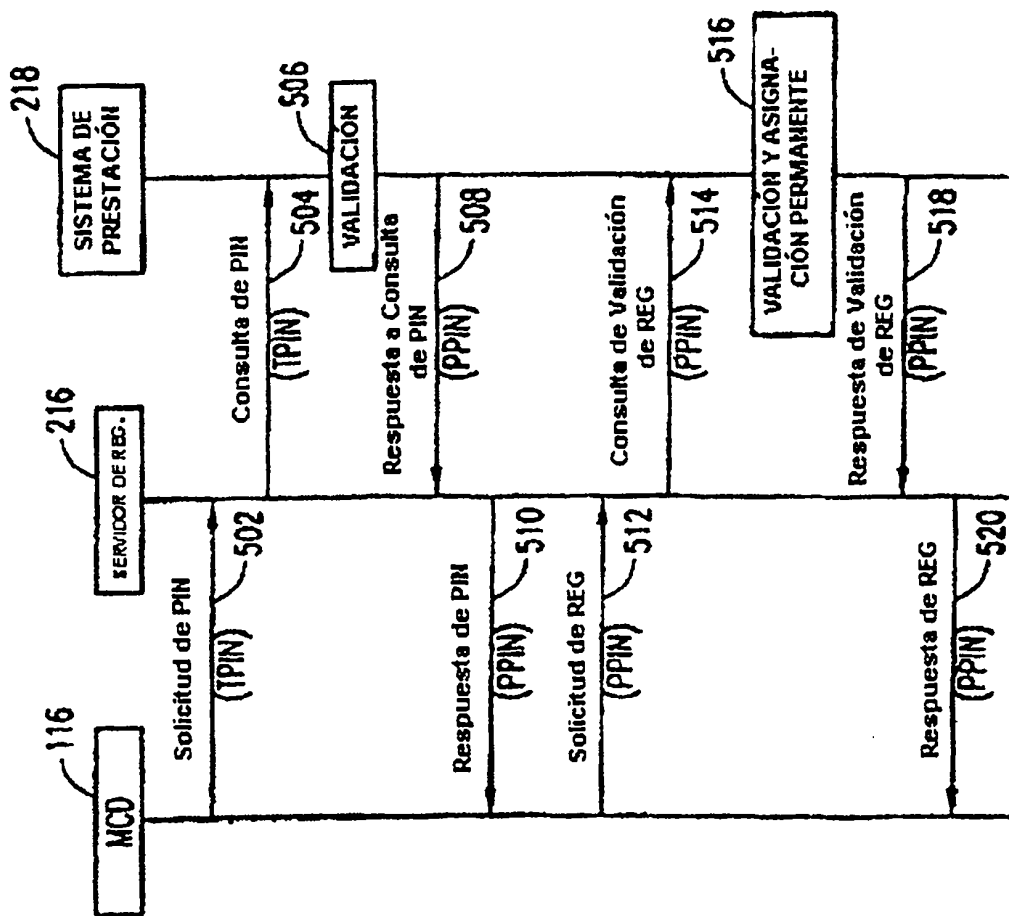 116
MCD
216
SERVIDOR DE REG.
218
SISTEMA DE
PRESTACIÓN
Solicitud de PIN
(TPIN)
502
Consulta de PIN
(TPIN)
504
506
VALIDACIÓN
Respuesta a Consulta
de PIN
(PPIN)
508
Respuesta de PIN
(PPIN)
510
Solicitud de REG
(PPIN)
512
Consulta de Validación
de REG
(PPIN)
514
516
VALIDACIÓN Y ASIGNA-
CIÓN PERMANENTE
Respuesta de Validación
de REG
(PPIN)
518
Respuesta de REG
(PPIN)
520